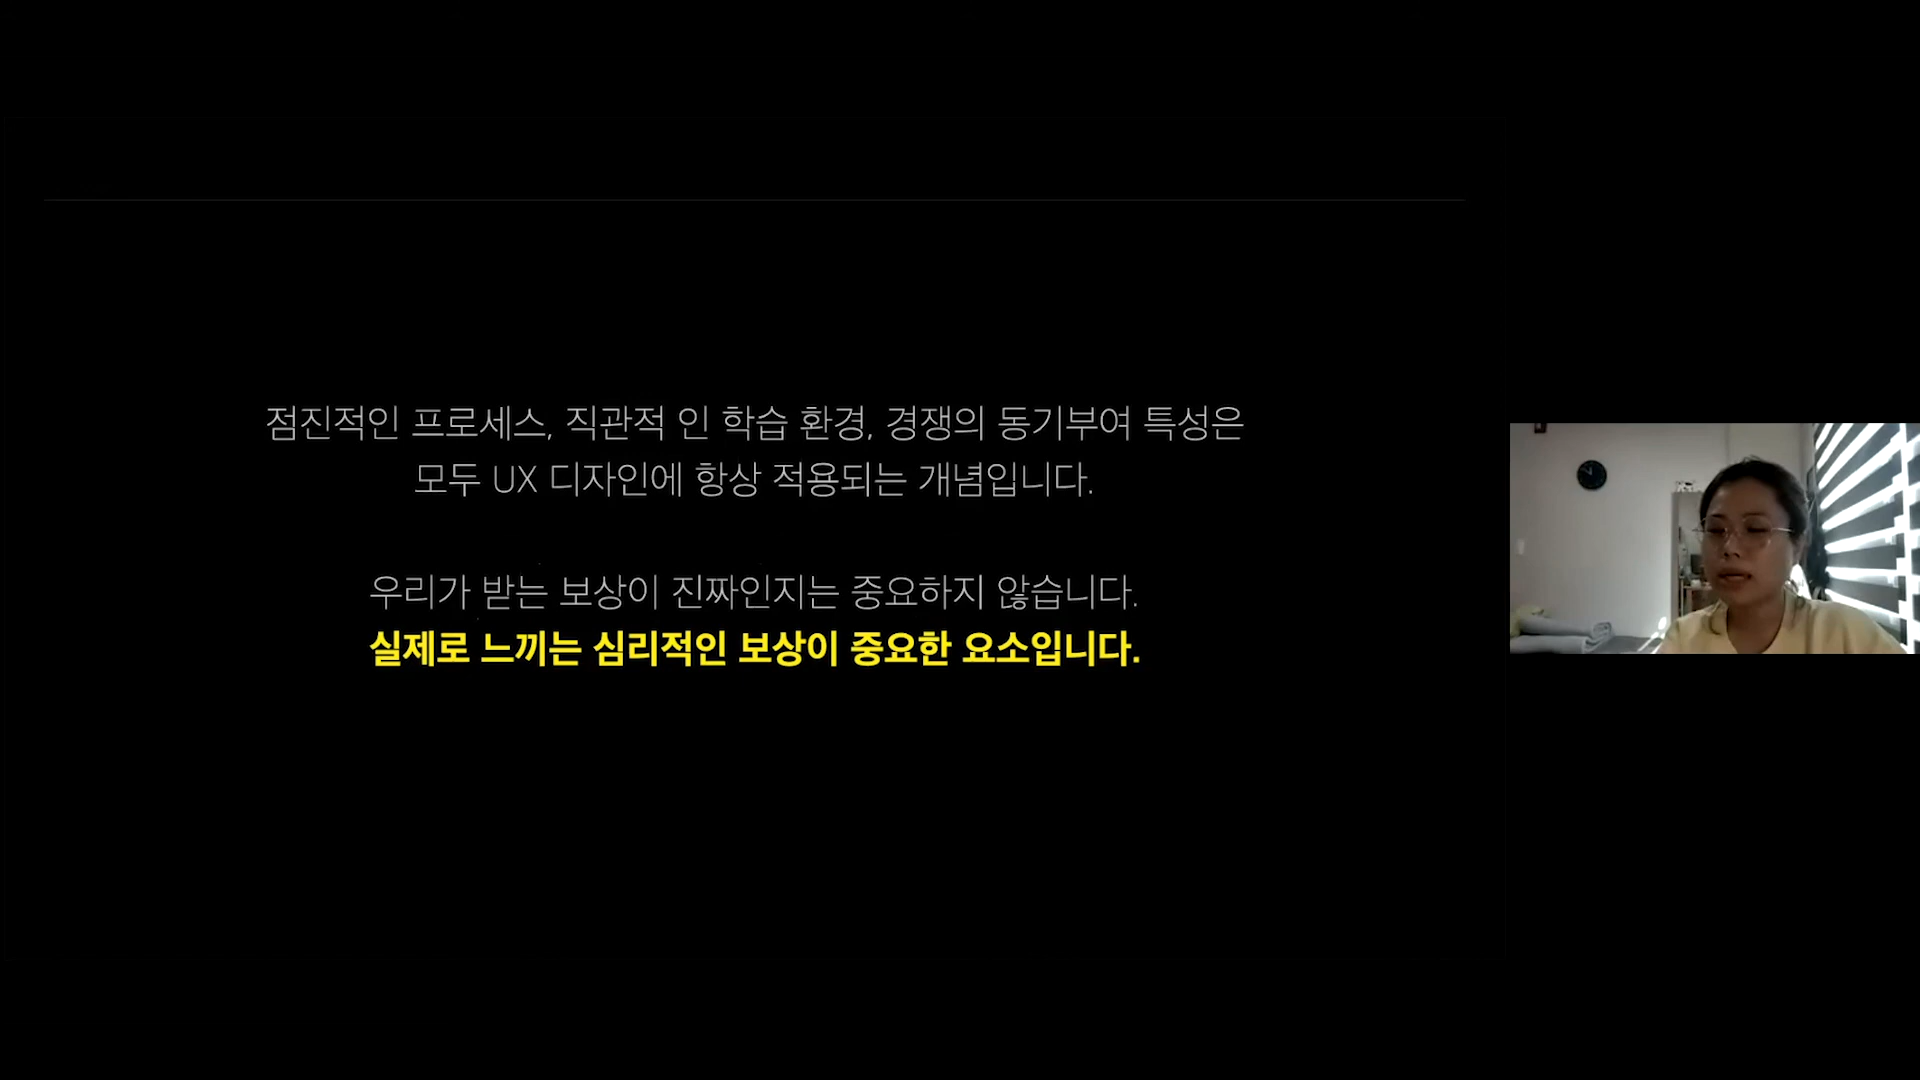 점진적인 프로세스, 직관적 인 학습 환경, 경쟁의 동기부여 특성은
모두 UX 디자인에 항상 적용되는 개념입니다.
우리가 받는 보상이 진짜인지는 중요하지 않습니다.
실제로 느끼는 심리적인 보상이 중요한 요소입니다.